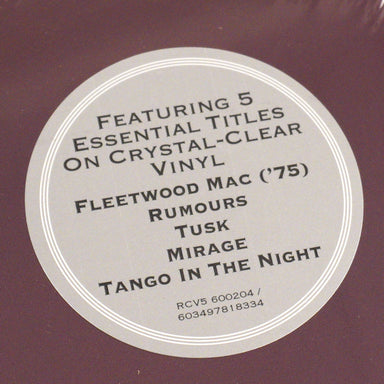 FEATURING 5
ESSENTIAL TITLES
ON CRYSTAL-CLEAR
VINYL
FLEETWOOD MAC ('75)
RUMOURS
TUSK
MIRAGE
TANGO IN THE NIGHT
RCV5 600204 /
603497818334